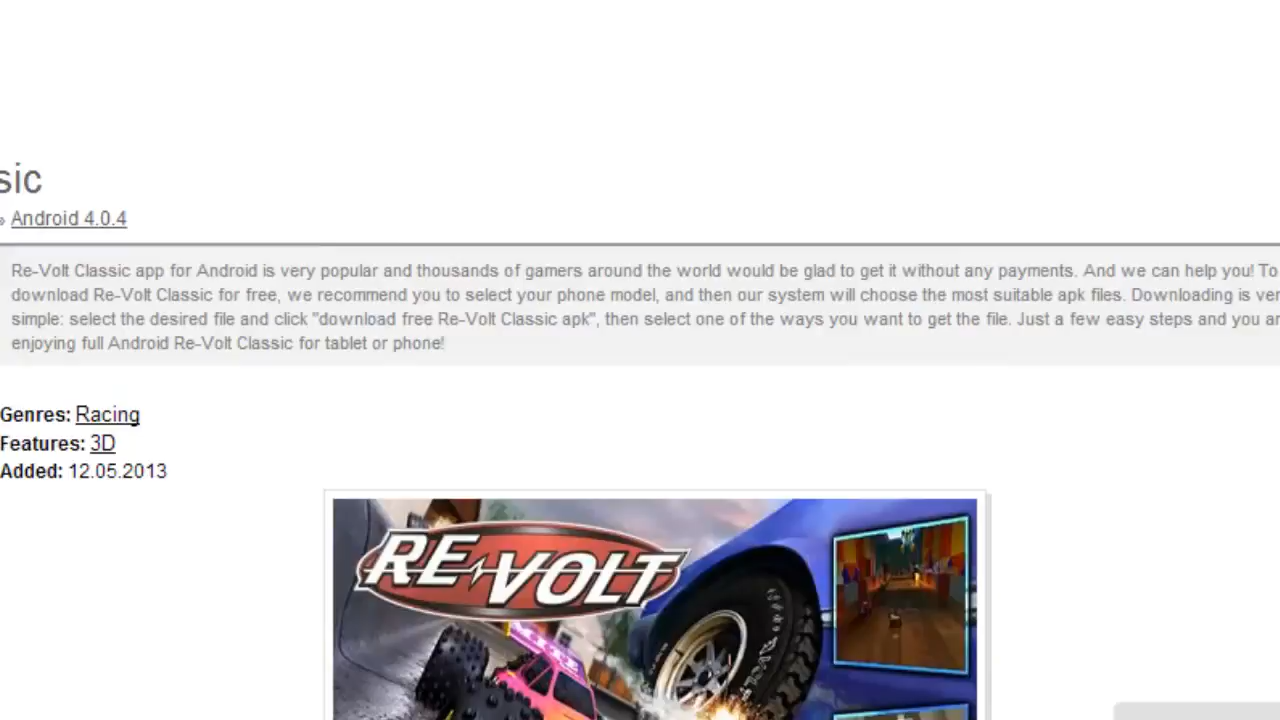 sic
» Android 4.0.4
Re-Volt Classic app for Android is very popular and thousands of gamers around the world would be glad to get it without any payments. And we can help you! To
download Re-Volt Classic for free, we recommend you to select your phone model, and then our system will choose the most suitable apk files. Downloading is ver
simple: select the desired file and click "download free Re-Volt Classic apk", then select one of the ways you want to get the file. Just a few easy steps and you ar
enjoying full Android Re-Volt Classic for tablet or phone!
Genres: Racing
Features: 3D
Added: 12.05.2013
RE VOLT